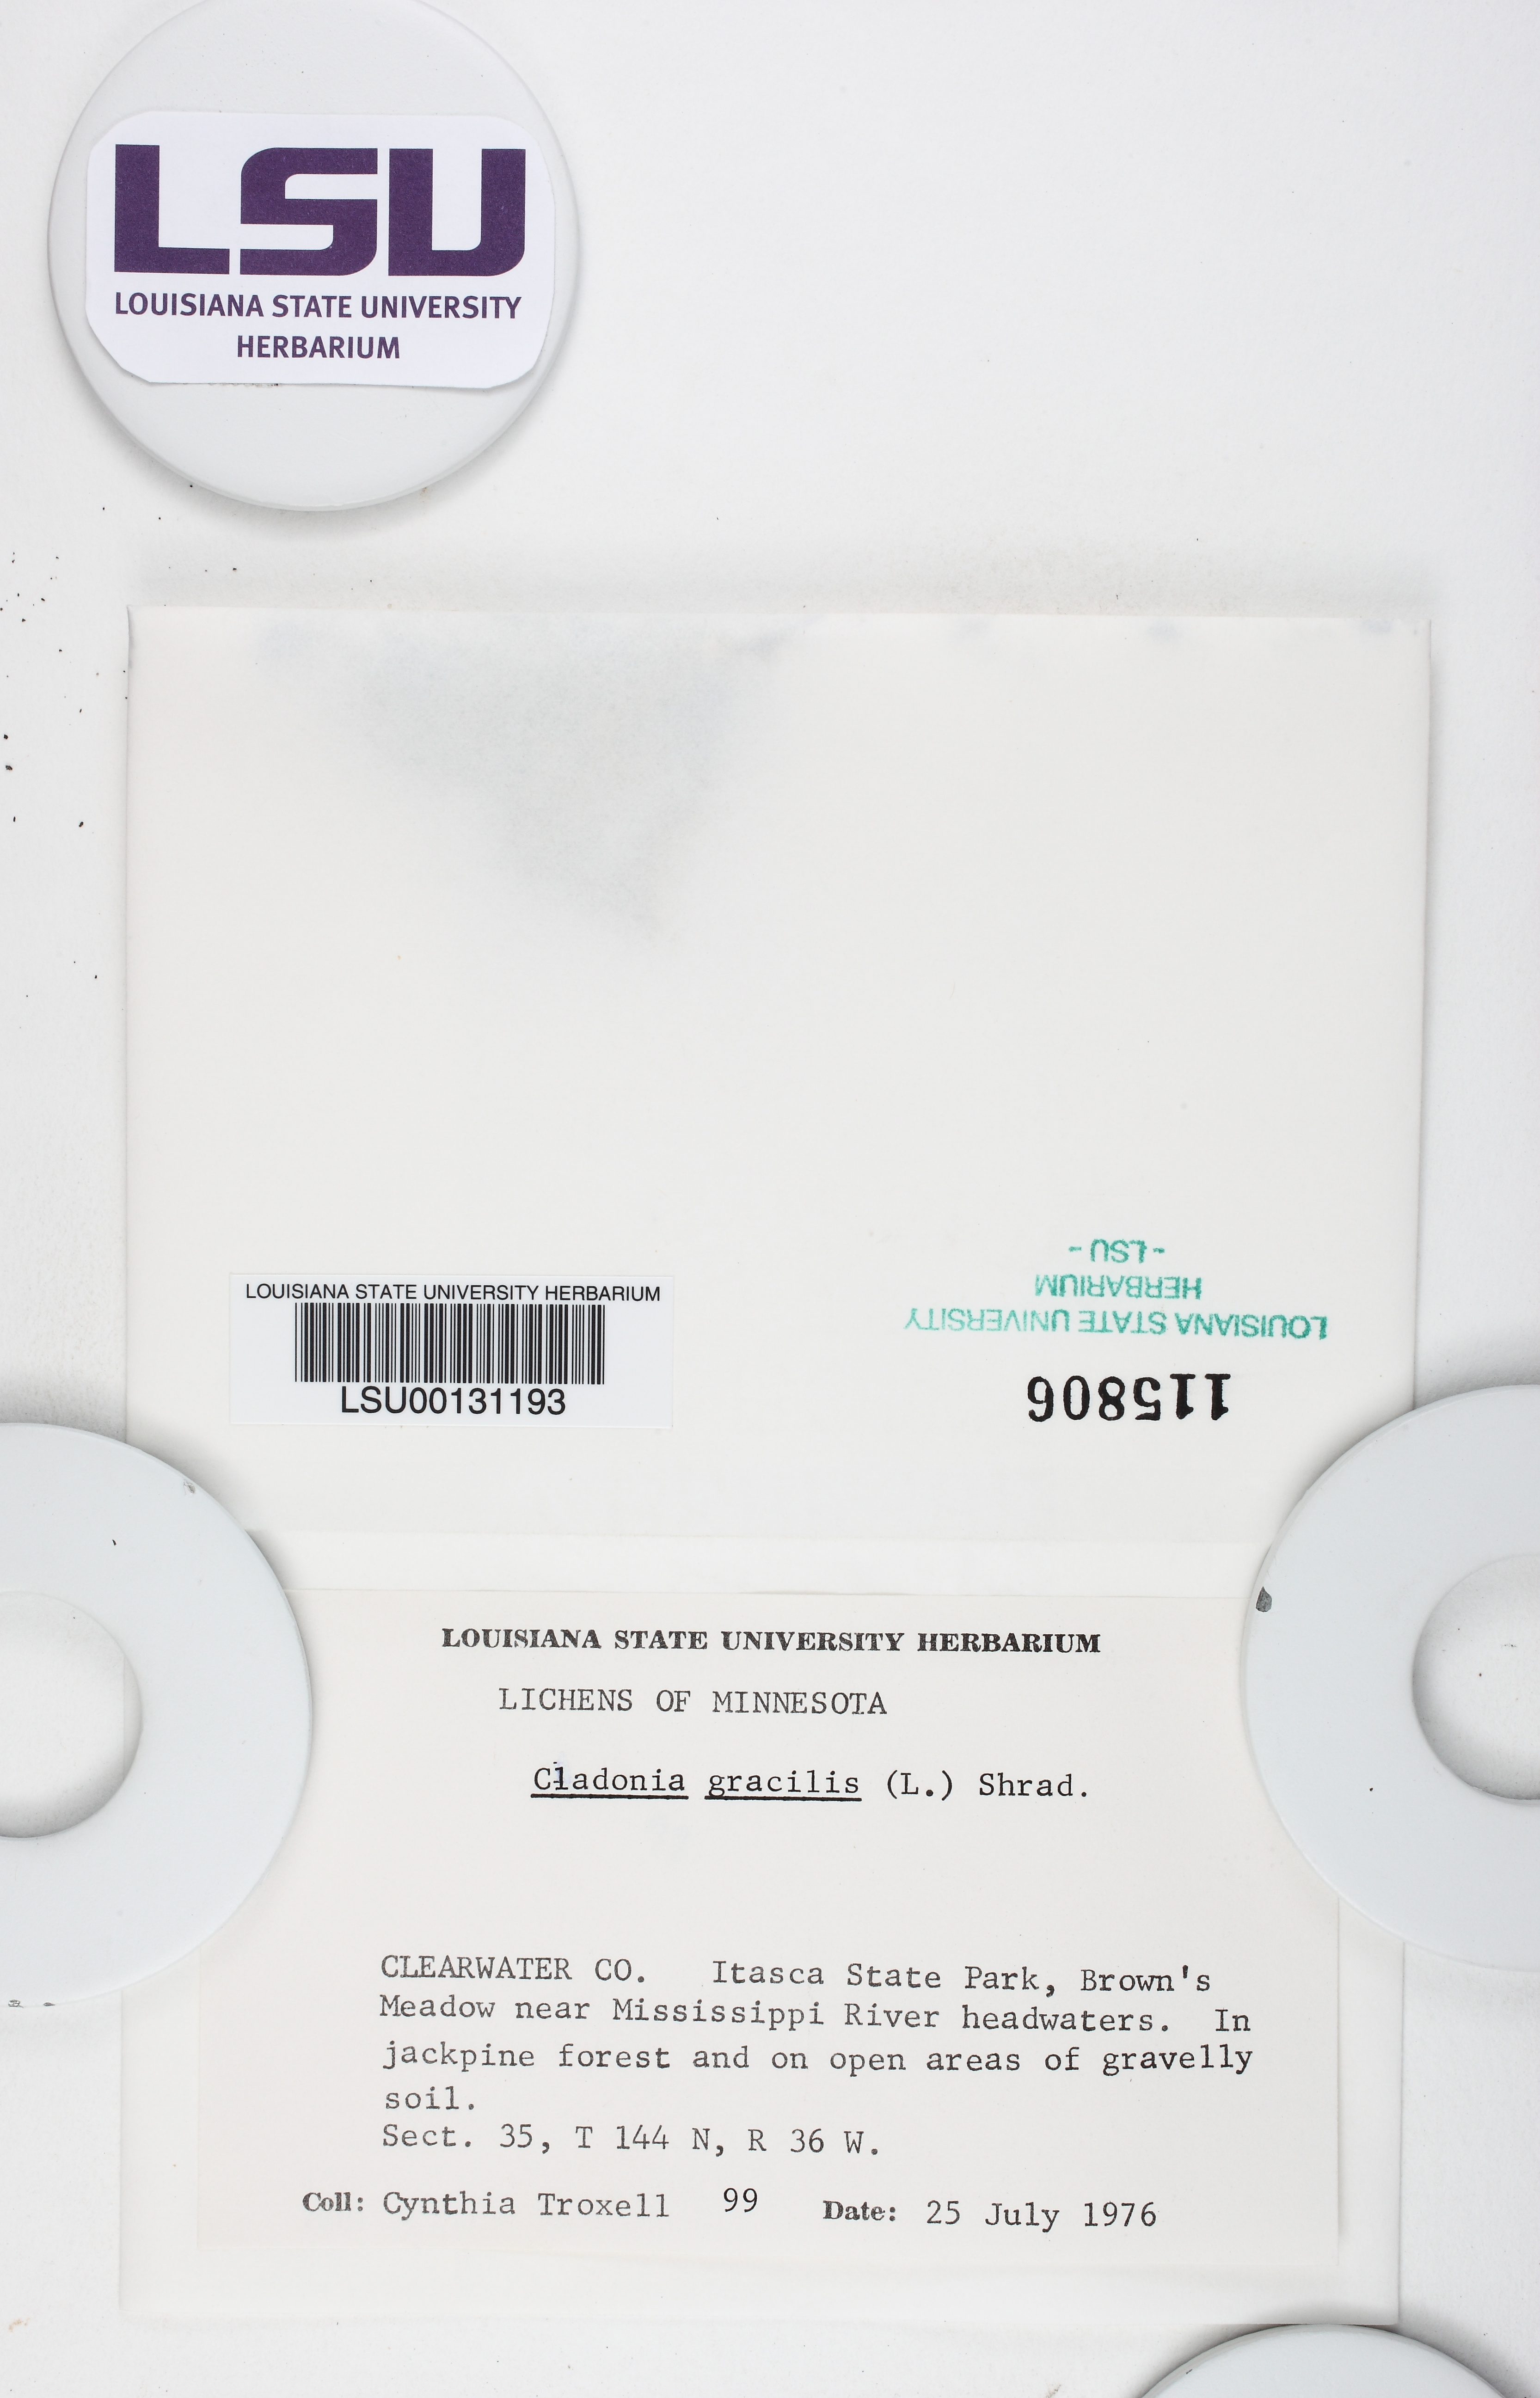 LSU
LOUISIANA STATE UNIVERSITY
HERBARIUM
LOUISIANA STATE UNIVERSITY HERBARIUM
LSU00131193
115806
LOUISIANA STATE UNIVERSITY
HERBARIUM
- LSU -
LOUISIANA STATE UNIVERSITY HERBARIUM
LICHENS OF MINNESOTA
Cladonia gracilis (L.) Shrad.
CLEARWATER CO. Itasca State Park, Brown's
Meadow near Mississippi River headwaters. In
jackpine forest and on open areas of gravelly
soil.
Sect. 35, T 144 N, R 36 W.
Coll: Cynthia Troxell 99 Date: 25 July 1976